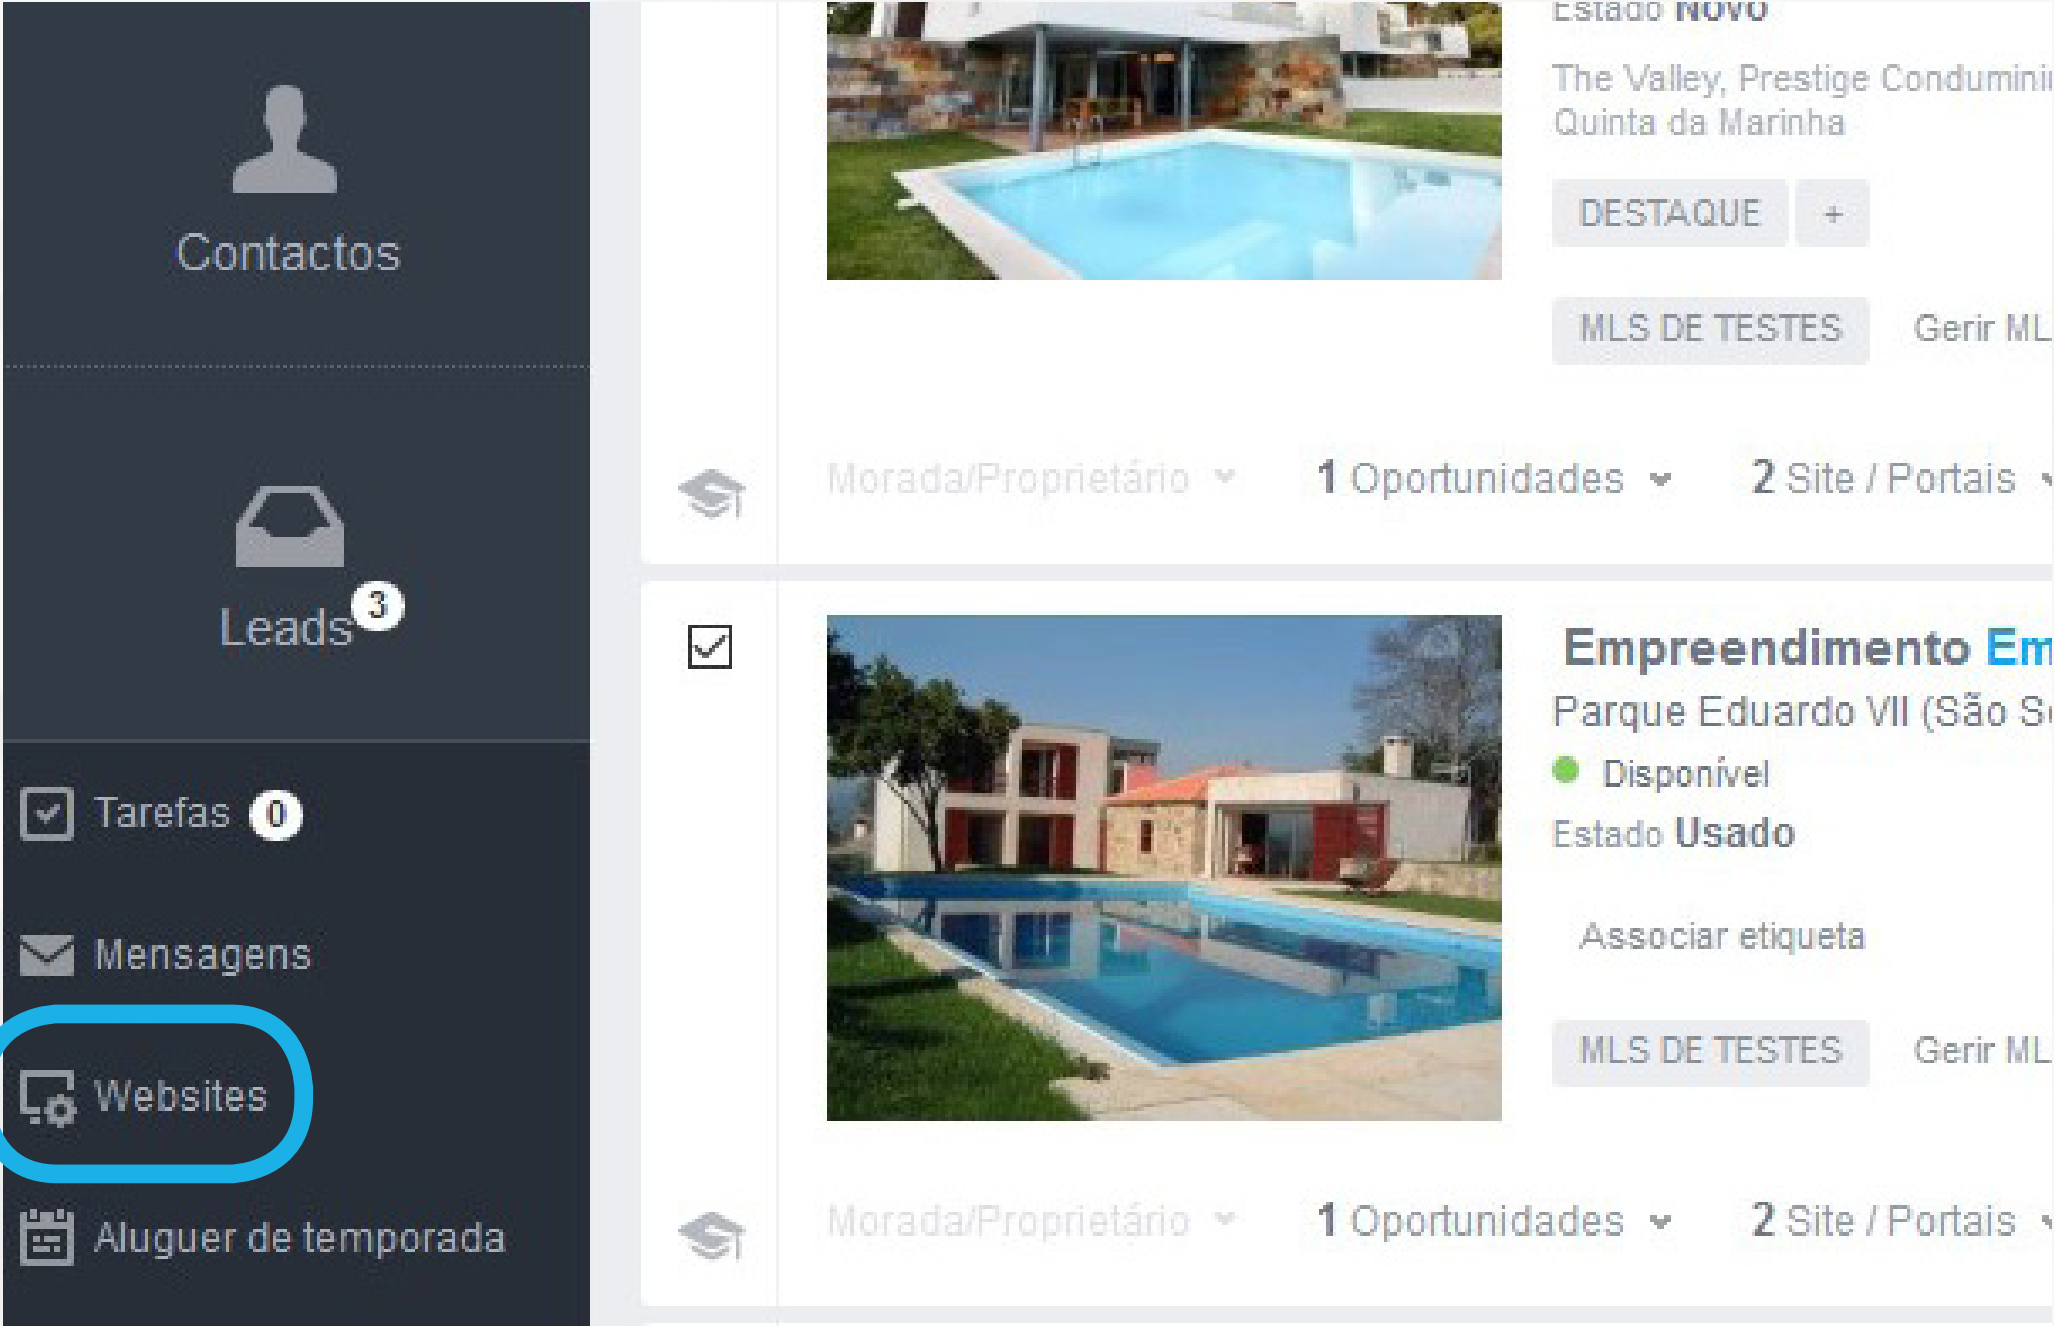 Contactos
Leads 3
Tarefas 0
Mensagens
Websites
Aluguer de temporada
Estado Novo
The Valley, Prestige
Quinta da Marinha
DESTAQUE +
MLS DE TESTES Gerir ML
Morada/Proprietário 1 Oportunidades 2 Site / Portais
Empreendimento Em
Parque Eduardo VII (São
Disponível
Estado Usado
Associar etiqueta
MLS DE TESTES Gerir ML
Morada/Proprietário 1 Oportunidades 2 Site / Portais